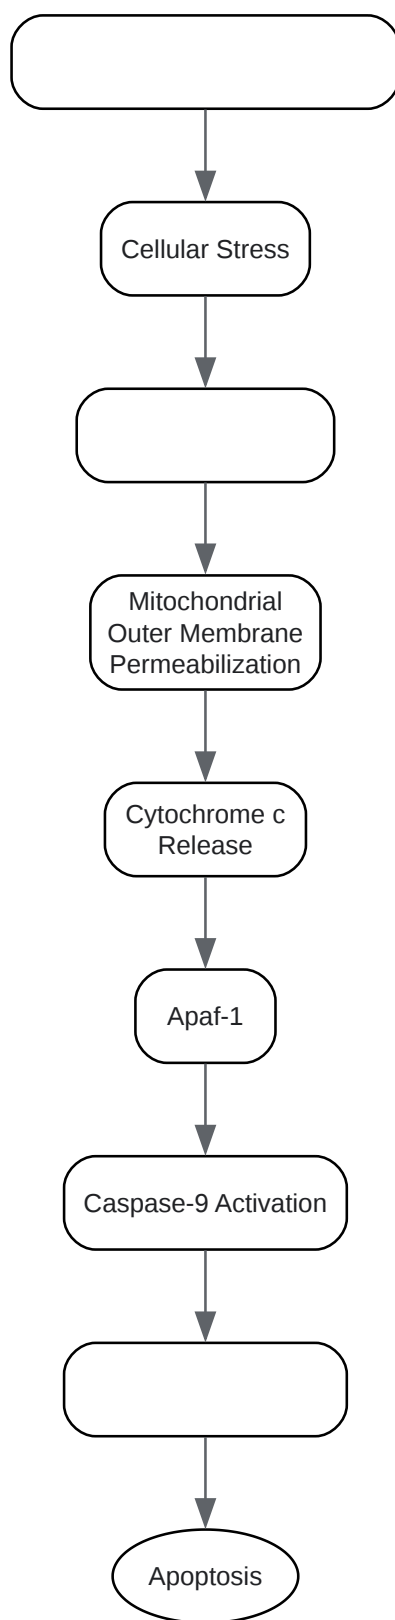 Cellular Stress
Mitochondrial
Outer Membrane
Permeabilization
Cytochrome c
Release
Apaf-1
Caspase-9 Activation
Apoptosis